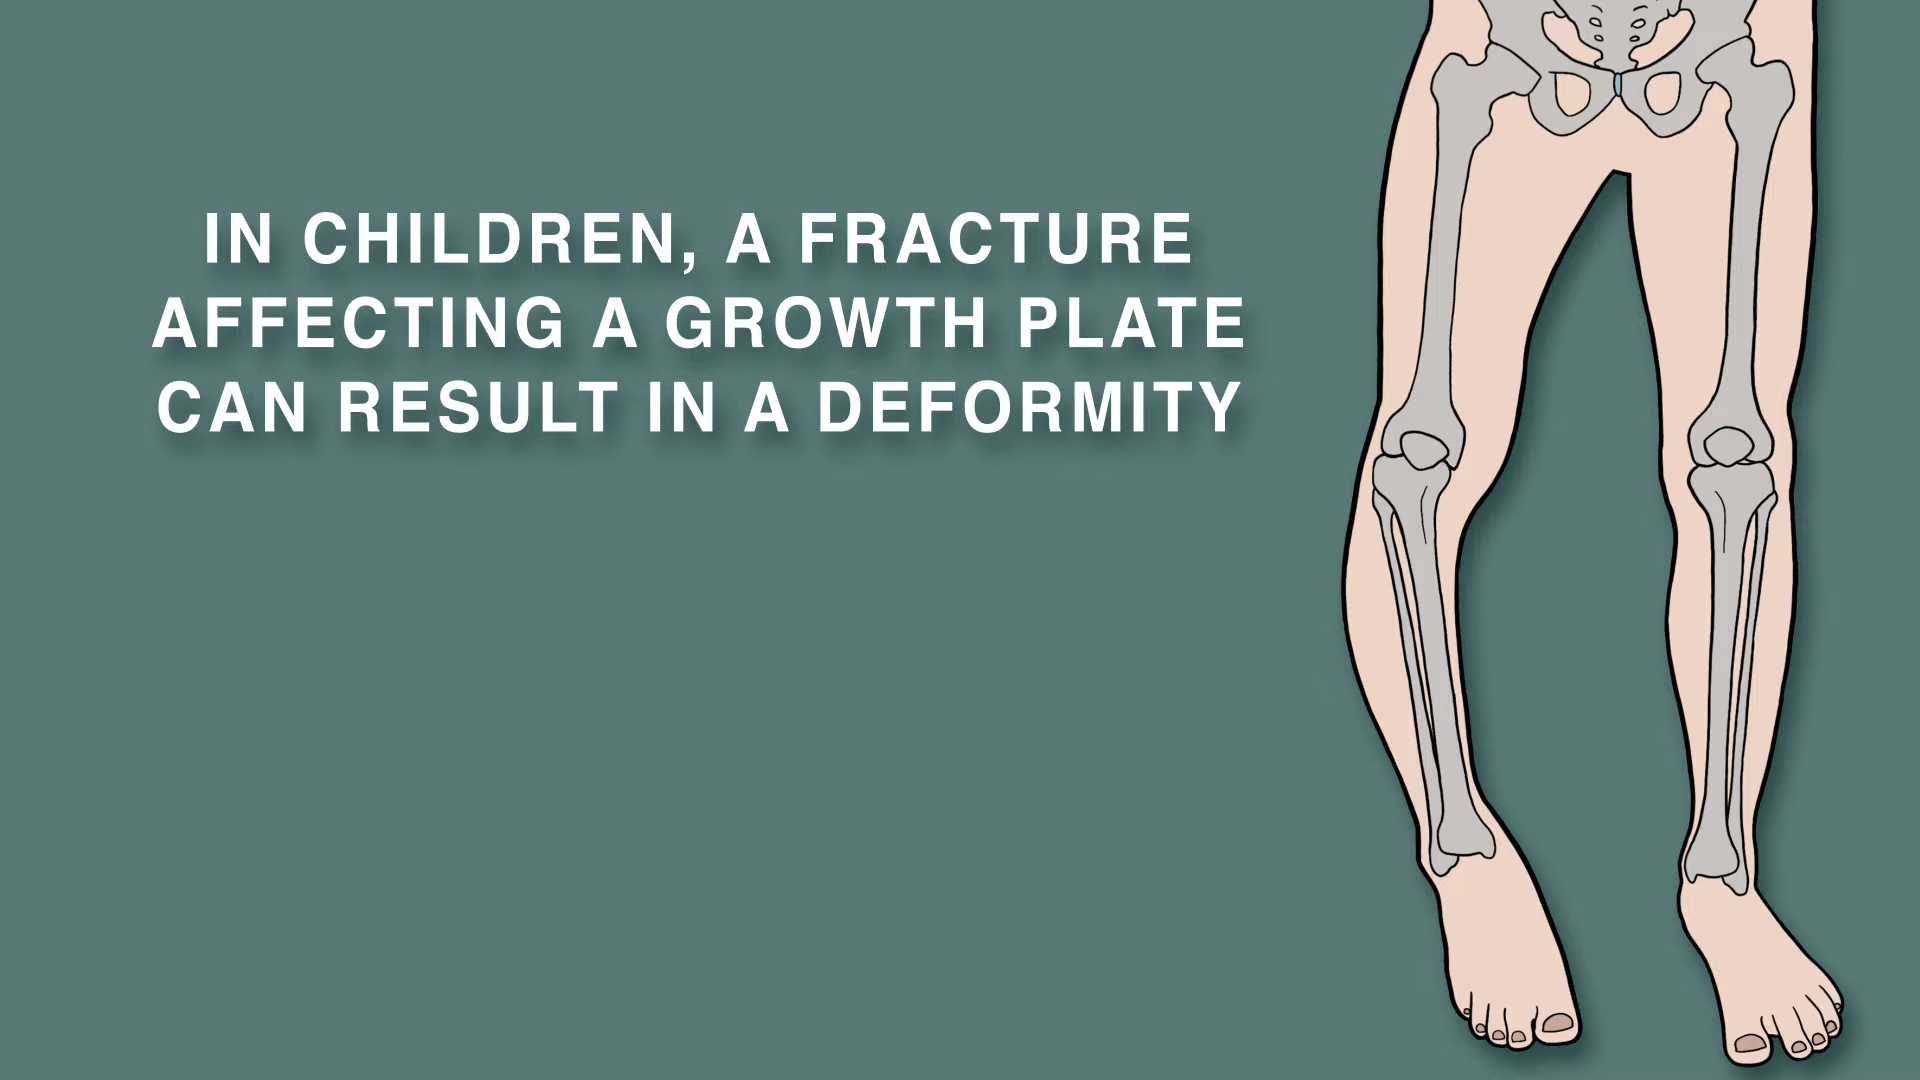 IN CHILDREN, A FRACTURE
AFFECTING A GROWTH PLATE
CAN RESULT IN A DEFORMITY